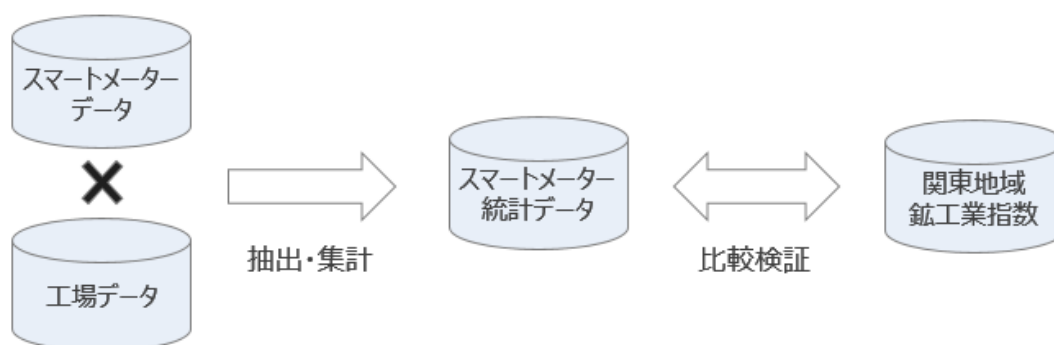 スマートメーター
データ
工場データ
抽出・集計
スマートメーター
統計データ
比較検証
関東地域
鉱工業指数